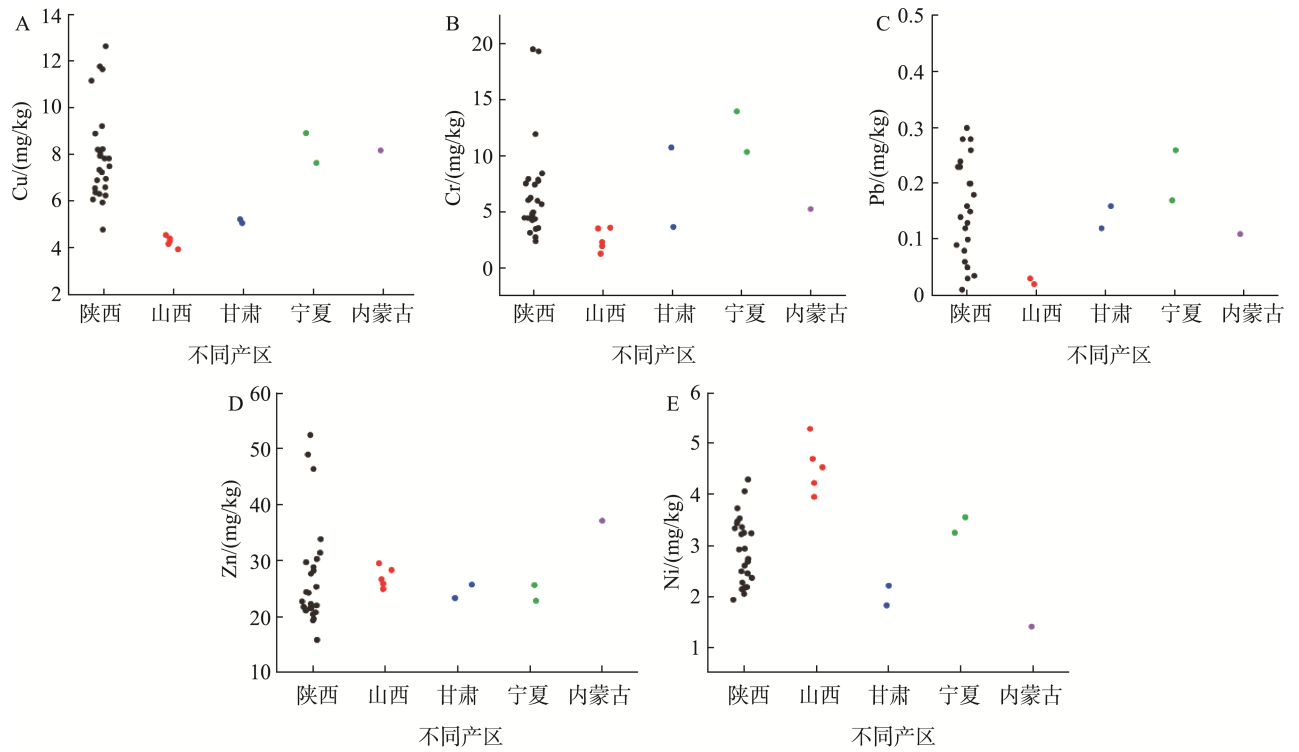 A
Cu/(mg/kg)
14
12
10
8
6
4
2
陕西 山西 甘肃 宁夏 内蒙古
不同产区
B
Cr/(mg/kg)
20
15
10
5
0
陕西 山西 甘肃 宁夏 内蒙古
不同产区
C
Pb/(mg/kg)
0.5
0.4
0.3
0.2
0.1
0
陕西 山西 甘肃 宁夏 内蒙古
不同产区
D
Zn/(mg/kg)
60
50
40
30
20
10
陕西 山西 甘肃 宁夏 内蒙古
不同产区
E
Ni/(mg/kg)
6
5
4
3
2
1
陕西 山西 甘肃 宁夏 内蒙古
不同产区